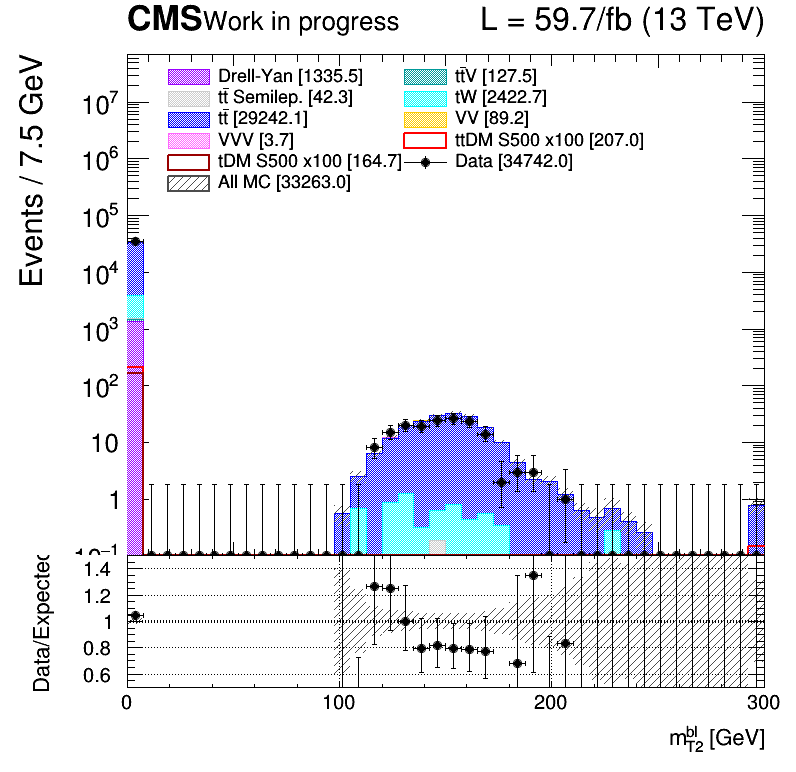 CMS Work in progress L = 59.7/fb (13 TeV)
Events / 7.5 GeV
Drell-Yan [1335.5] tt̄V [127.5]
tt̄ Semilep. [42.3] tW [2422.7]
tt̄ [29242.1] VV [89.2]
VVV [3.7] ttDM S500 x100 [207.0]
tDM S500 x100 [164.7] Data [34742.0]
All MC [33263.0]
10⁷
10⁶
10⁵
10⁴
10³
10²
10
1
10⁻¹
Data/Expected
1.4
1.2
1
0.8
0.6
0 100 200 300
m_{T2}^{bl} [GeV]